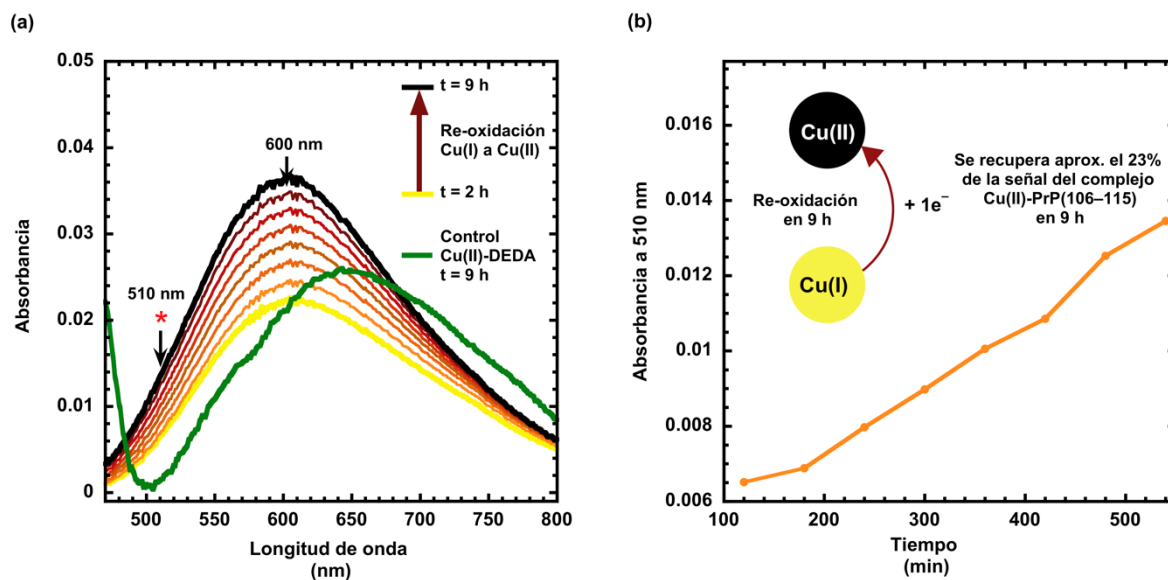 (a)
0.05
0.04
0.03
0.02
0.01
0
Absorbancia
500
550
600
650
700
750
800
Longitud de onda
(nm)
510 nm
*
600 nm
t = 9 h
Re-oxidación
Cu(I) a Cu(II)
t = 2 h
Control
Cu(II)-DEDA
t = 9 h
(b)
0.016
0.014
0.012
0.01
0.008
0.006
Absorbancia a 510 nm
100
200
300
400
500
Tiempo
(min)
Cu(II)
Re-oxidación
en 9 h
+ 1e⁻
Cu(I)
Se recupera aprox. el 23%
de la señal del complejo
Cu(II)-PrP(106–115)
en 9 h